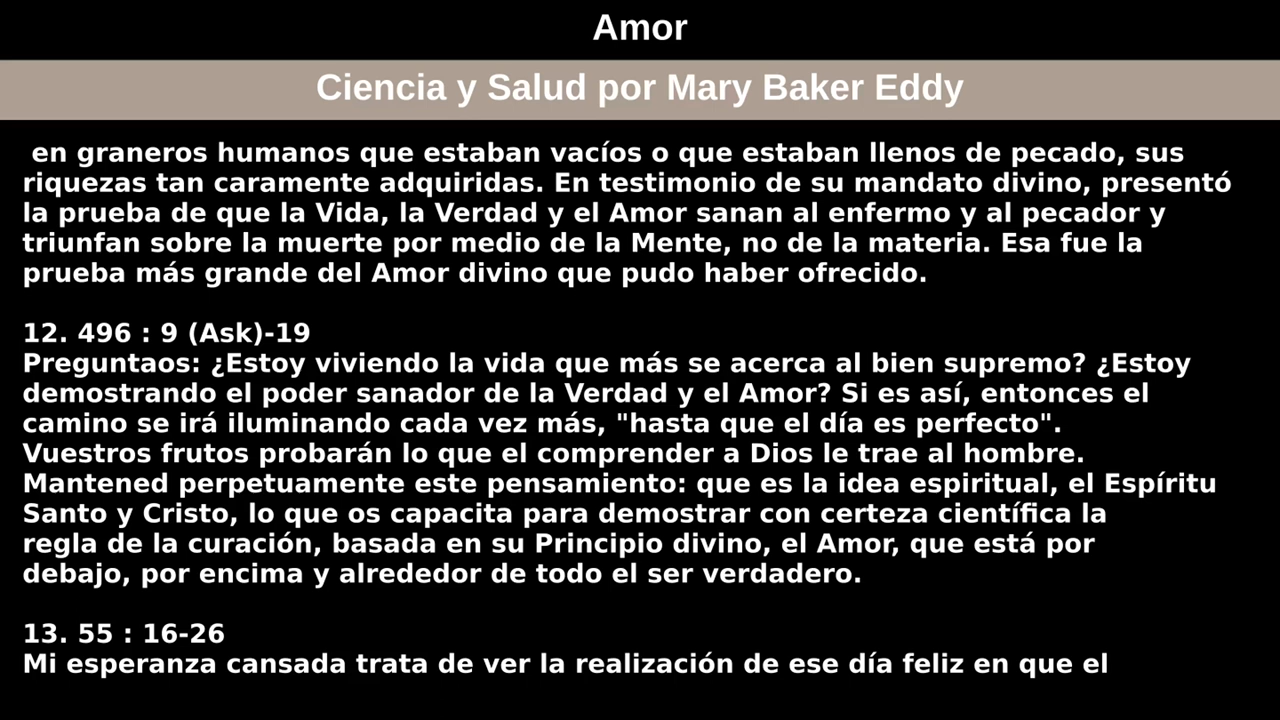 Amor
Ciencia y Salud por Mary Baker Eddy
en graneros humanos que estaban vacíos o que estaban llenos de pecado, sus
riquezas tan caramente adquiridas. En testimonio de su mandato divino, presentó
la prueba de que la Vida, la Verdad y el Amor sanan al enfermo y al pecador y
triunfan sobre la muerte por medio de la Mente, no de la materia. Esa fue la
prueba más grande del Amor divino que pudo haber ofrecido.
12. 496 : 9 (Ask)-19
Preguntaos: ¿Estoy viviendo la vida que más se acerca al bien supremo? ¿Estoy
demostrando el poder sanador de la Verdad y el Amor? Si es así, entonces el
camino se irá iluminando cada vez más, "hasta que el día es perfecto".
Vuestros frutos probarán lo que el comprender a Dios le trae al hombre.
Mantened perpetuamente este pensamiento: que es la idea espiritual, el Espíritu
Santo y Cristo, lo que os capacita para demostrar con certeza científica la
regla de la curación, basada en su Principio divino, el Amor, que está por
debajo, por encima y alrededor de todo el ser verdadero.
13. 55 : 16-26
Mi esperanza cansada trata de ver la realización de ese día feliz en que el